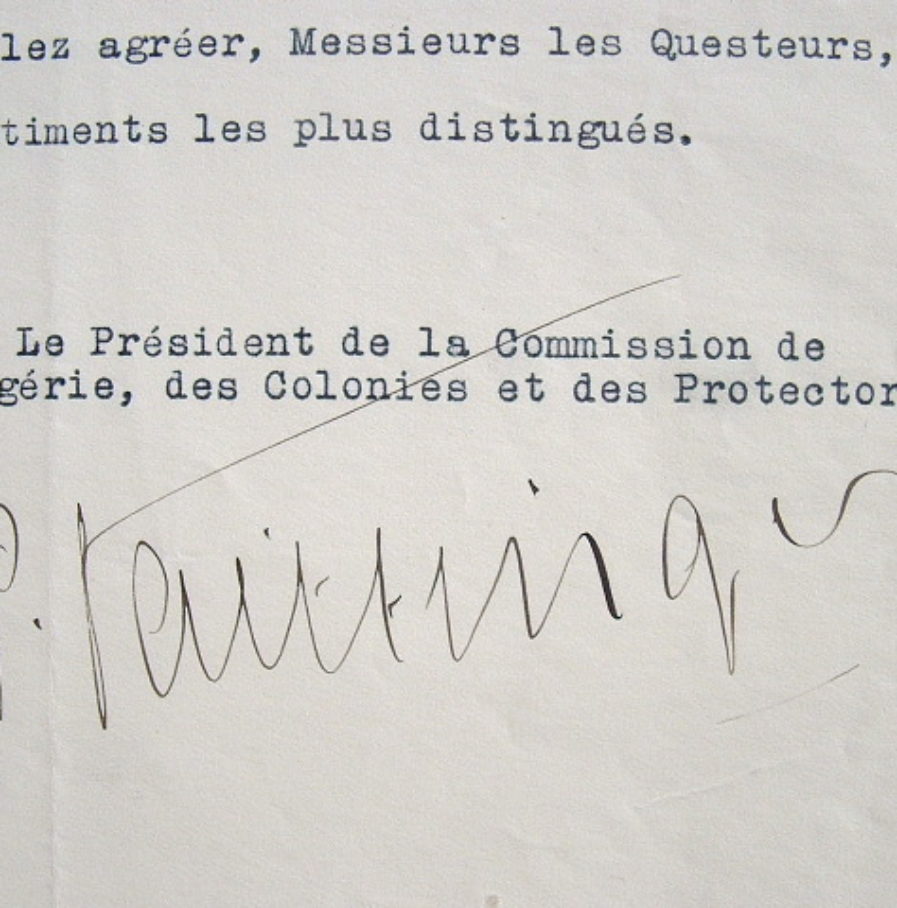 lez agréer, Messieurs les Questeurs,
timents les plus distingués.
Le Président de la Commission de
gérie, des Colonies et des Protector
P. Taittinger